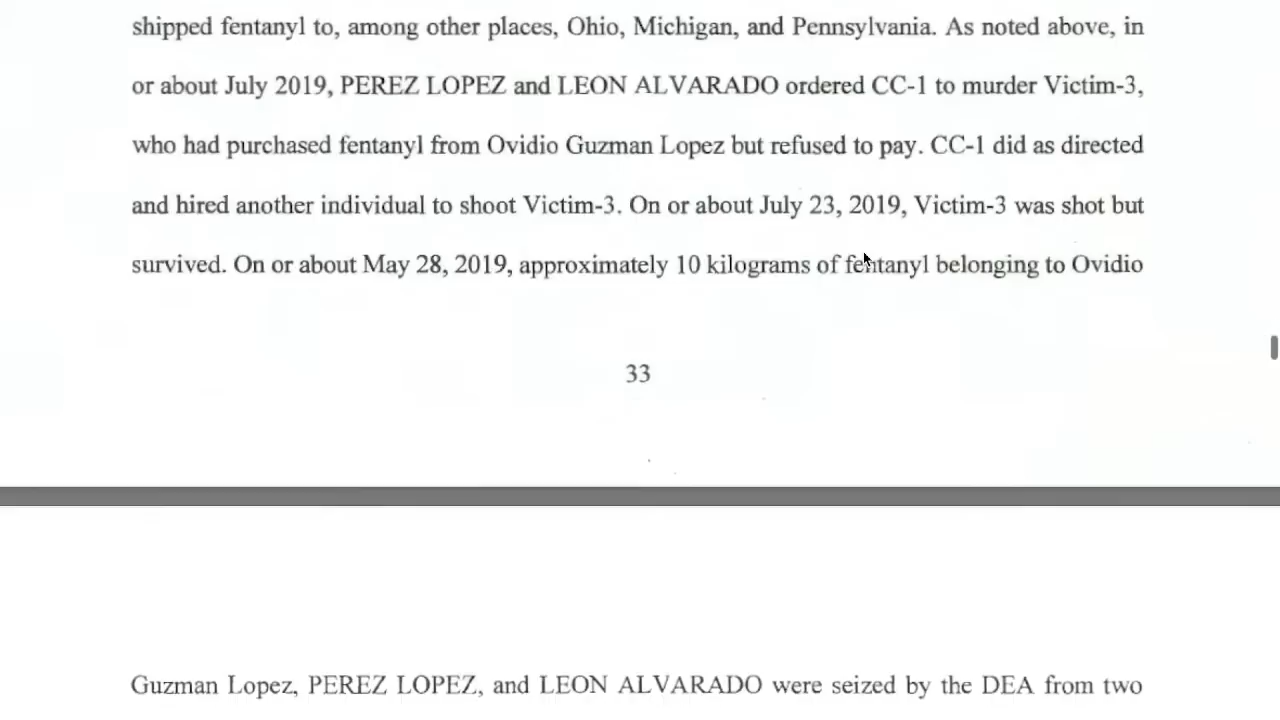 shipped fentanyl to, among other places, Ohio, Michigan, and Pennsylvania. As noted above, in
or about July 2019, PEREZ LOPEZ and LEON ALVARADO ordered CC-1 to murder Victim-3,
who had purchased fentanyl from Ovidio Guzman Lopez but refused to pay. CC-1 did as directed
and hired another individual to shoot Victim-3. On or about July 23, 2019, Victim-3 was shot but
survived. On or about May 28, 2019, approximately 10 kilograms of fentanyl belonging to Ovidio
33
Guzman Lopez, PEREZ LOPEZ, and LEON ALVARADO were seized by the DEA from two